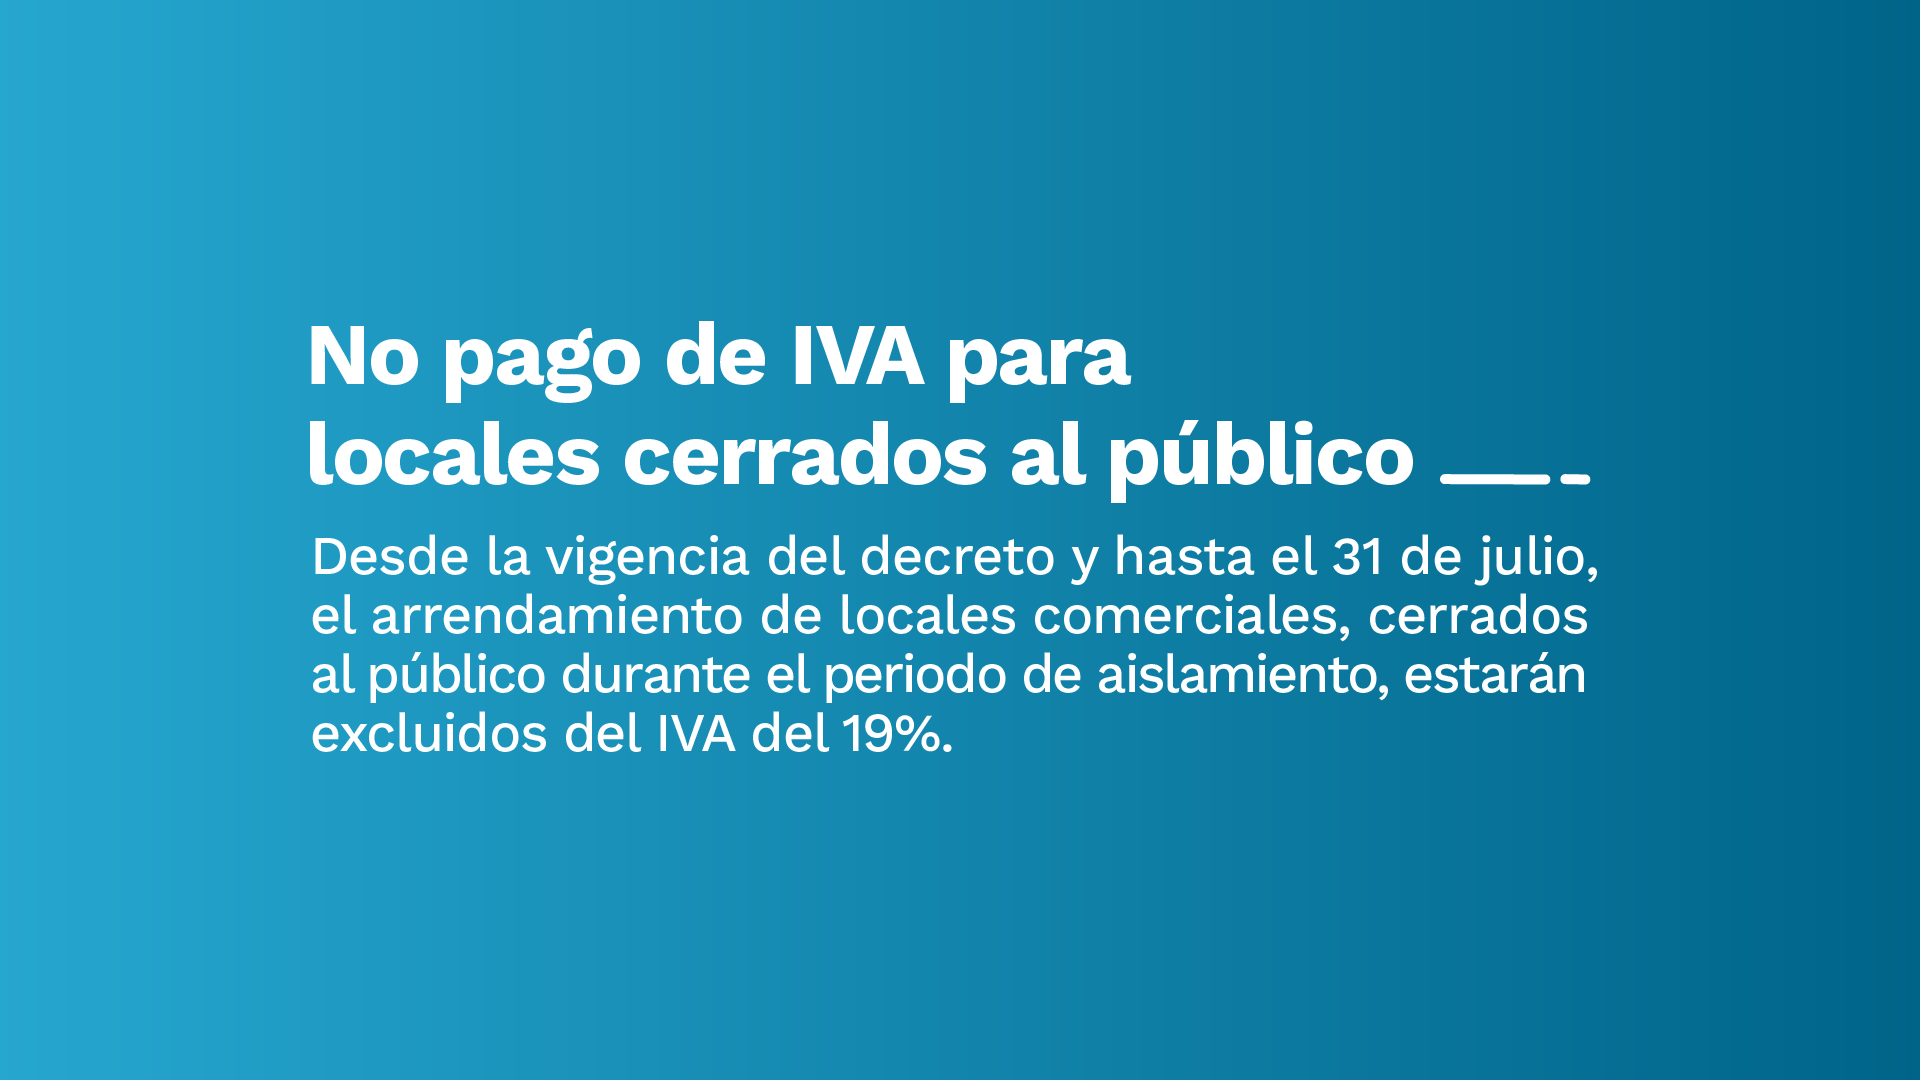 No pago de IVA para
locales cerrados al público
Desde la vigencia del decreto y hasta el 31 de julio,
el arrendamiento de locales comerciales, cerrados
al público durante el periodo de aislamiento, estarán
excluidos del IVA del 19%.